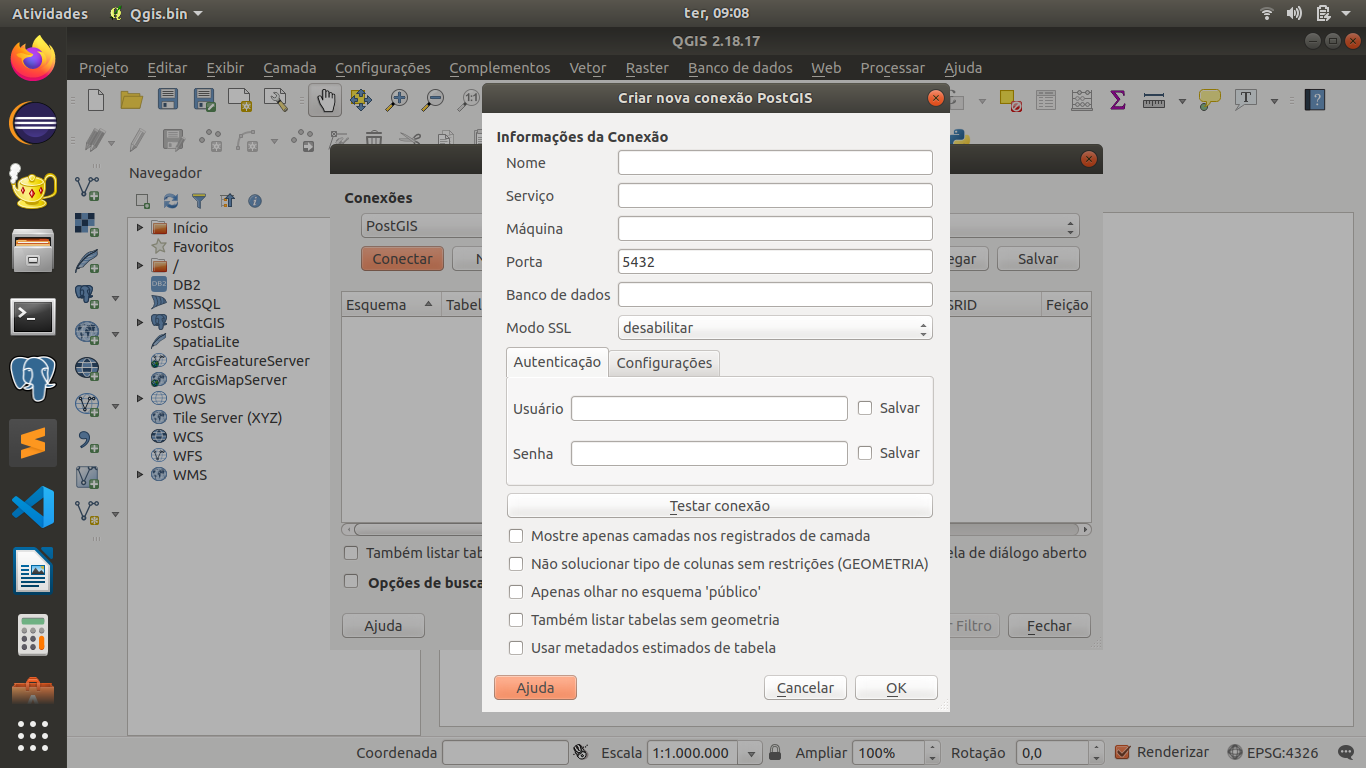 Atividades Qgis.bin ter, 09:08
QGIS 2.18.17
Projeto Editar Exibir Camada Configurações Complementos Vetor Raster Banco de dados Web Processar Ajuda
Criar nova conexão PostGIS
Informações da Conexão
Nome
Serviço
Máquina
Porta 5432
Banco de dados
Modo SSL desabilitar
Autenticação Configurações
Usuário Salvar
Senha Salvar
Testar conexão
Mostre apenas camadas nos registrados de camada
Não solucionar tipo de colunas sem restrições (GEOMETRIA)
Apenas olhar no esquema 'público'
Também listar tabelas sem geometria
Usar metadados estimados de tabela
Ajuda Cancelar OK
Navegador
Início
Favoritos
/
DB2
DB2
MSSQL
PostGIS
SpatiaLite
ArcGisFeatureServer
ArcGisMapServer
OWS
Tile Server (XYZ)
WCS
WFS
WMS
Conexões
PostGIS
Conectar N egar Salvar
Esquema Tabel SRID Feição
Também listar tab ela de diálogo aberto
Opções de busca
Ajuda r Filtro Fechar
Coordenada Escala 1:1.000.000 Ampliar 100% Rotação 0,0 Renderizar EPSG:4326